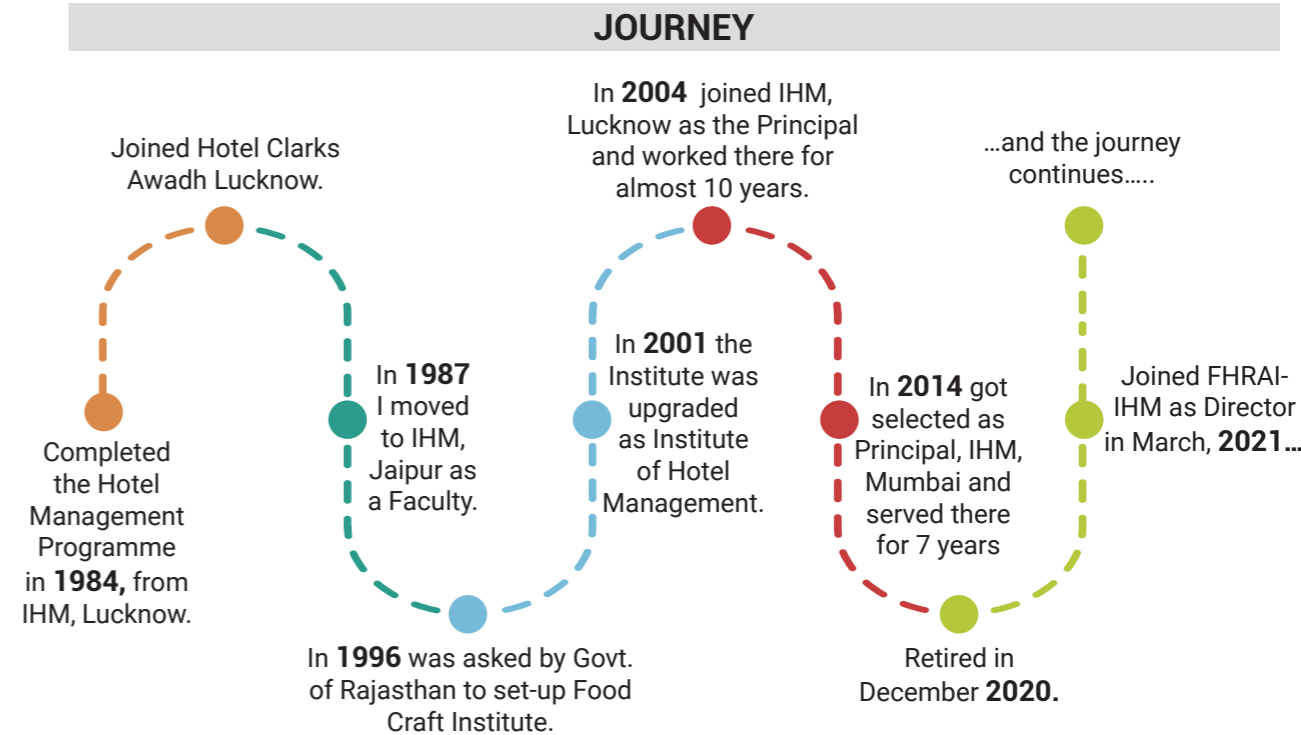 JOURNEY
Completed
the Hotel
Management
Programme
in 1984, from
IHM, Lucknow.
Joined Hotel Clarks
Awadh Lucknow.
In 1987
I moved
to IHM,
Jaipur as
a Faculty.
In 1996 was asked by Govt.
of Rajasthan to set-up Food
Craft Institute.
In 2001 the
Institute was
upgraded
as Institute
of Hotel
Management.
In 2004 joined IHM,
Lucknow as the Principal
and worked there for
almost 10 years.
In 2014 got
selected as
Principal, IHM,
Mumbai and
served there
for 7 years
Retired in
December 2020.
Joined FHRAI-
IHM as Director
in March, 2021...
...and the journey
continues.....